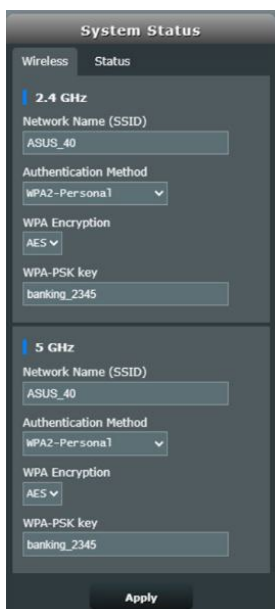 System Status
Wireless Status
2.4 GHz
Network Name (SSID)
ASUS_40
Authentication Method
WPA2-Personal
WPA Encryption
AES
WPA-PSK key
banking_2345
5 GHz
Network Name (SSID)
ASUS_40
Authentication Method
WPA2-Personal
WPA Encryption
AES
WPA-PSK key
banking_2345
Apply